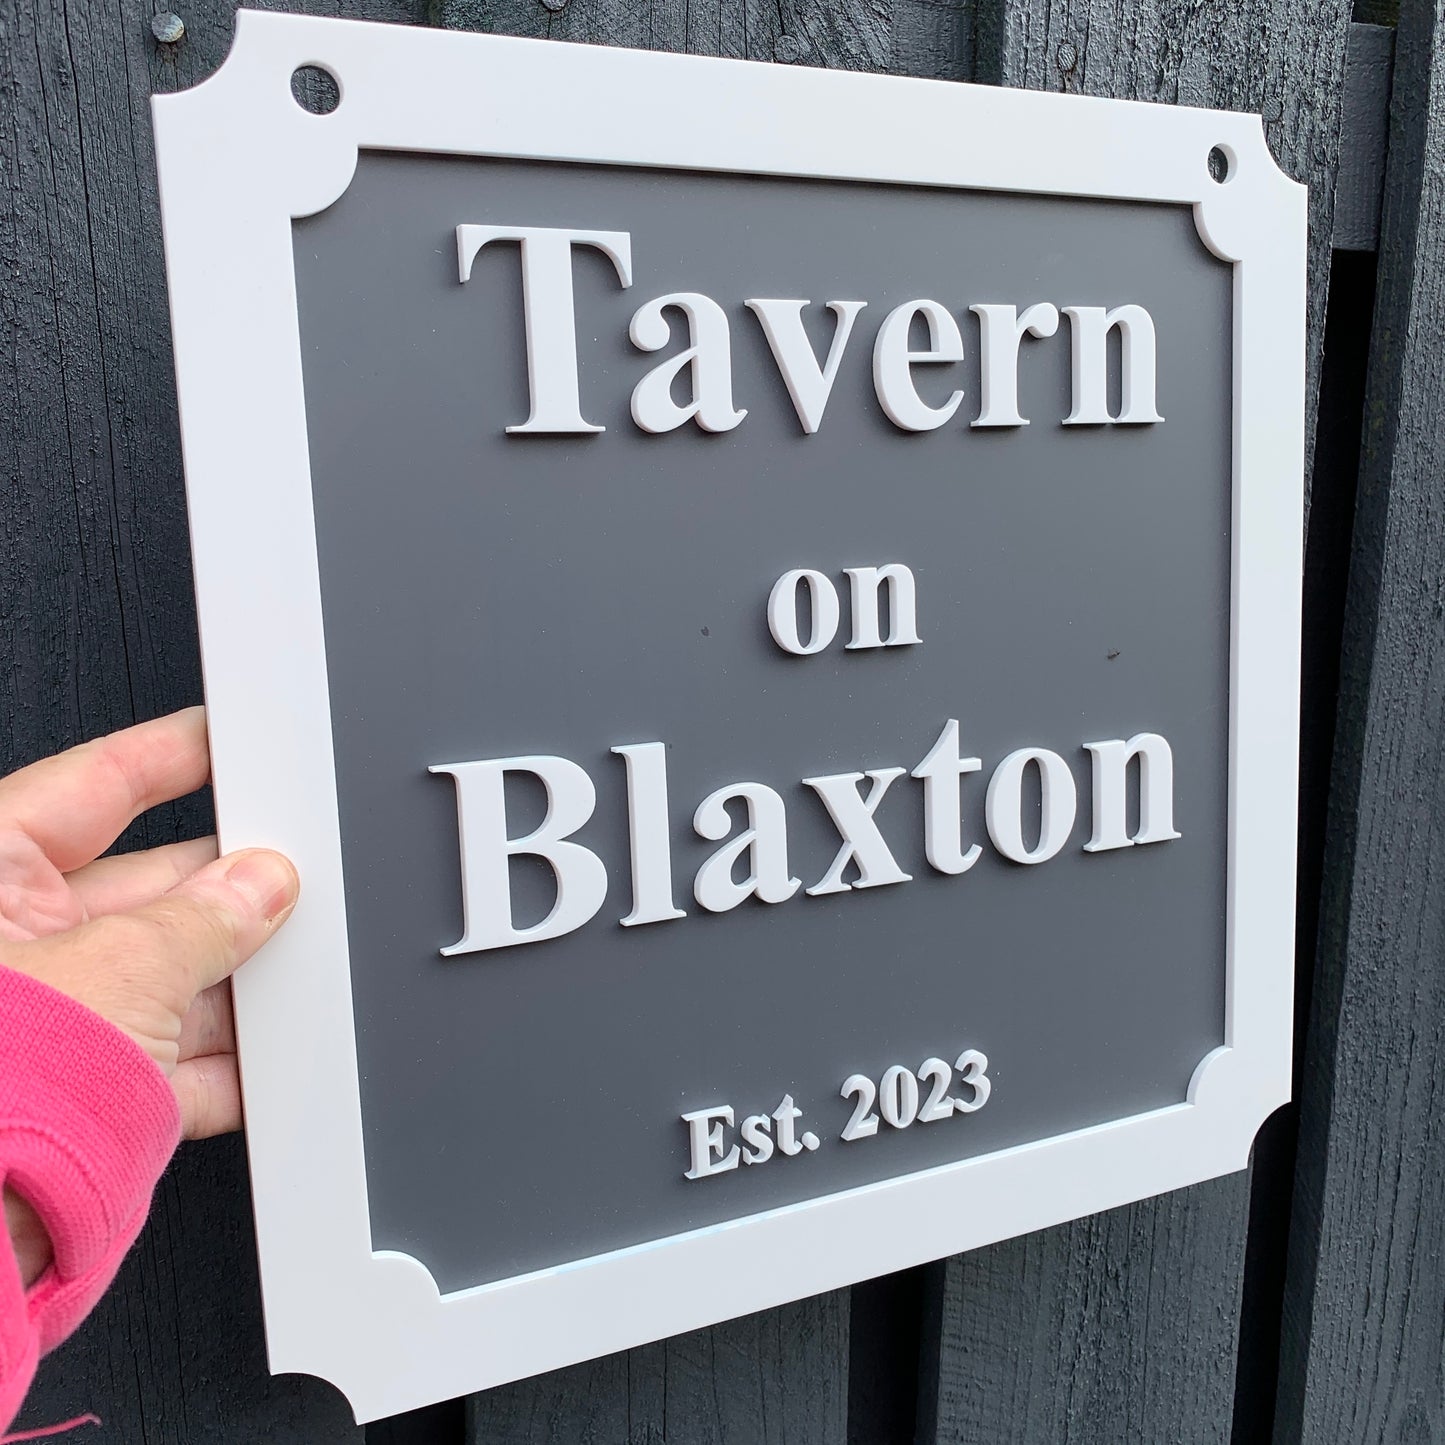 Tavern
on
Blaxton
Est. 2023